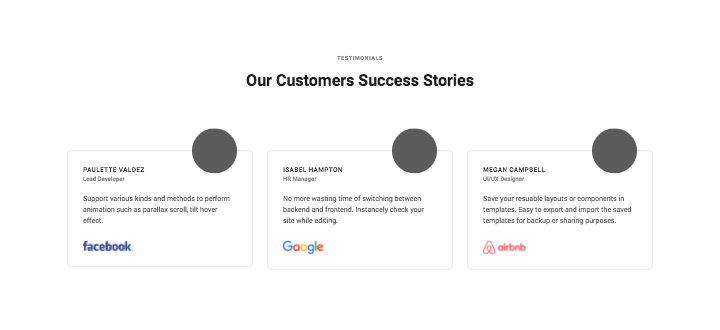 TESTIMONIALS
Our Customers Success Stories
PAULETTE VALDEZ
Lead Developer
Support various kinds and methods to perform
animation such as parallax scroll, tilt hover
effect.
facebook
ISABEL HAMPTON
HR Manager
No more wasting time of switching between
backend and frontend. Instancely check your
site while editing.
Google
MEGAN CAMPBELL
UI/UX Designer
Save your resuable layouts or components in
templates. Easy to export and import the saved
templates for backup or sharing purposes.
airbnb